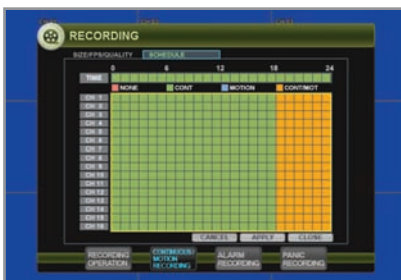 RECORDING
SIZE/FPS/QUALITY SCHEDULE
0 6 12 18 24
TIME
NONE CONT MOTION CONT/MOT
CH 1
CH 2
CH 3
CH 4
CH 5
CH 6
CH 7
CH 8
CH 9
CH 10
CH 11
CH 12
CH 13
CH 14
CH 15
CH 16
CANCEL APPLY CLOSE
RECORDING OPERATION
CONTINUOUS/ MOTION RECORDING
ALARM RECORDING
PANIC RECORDING